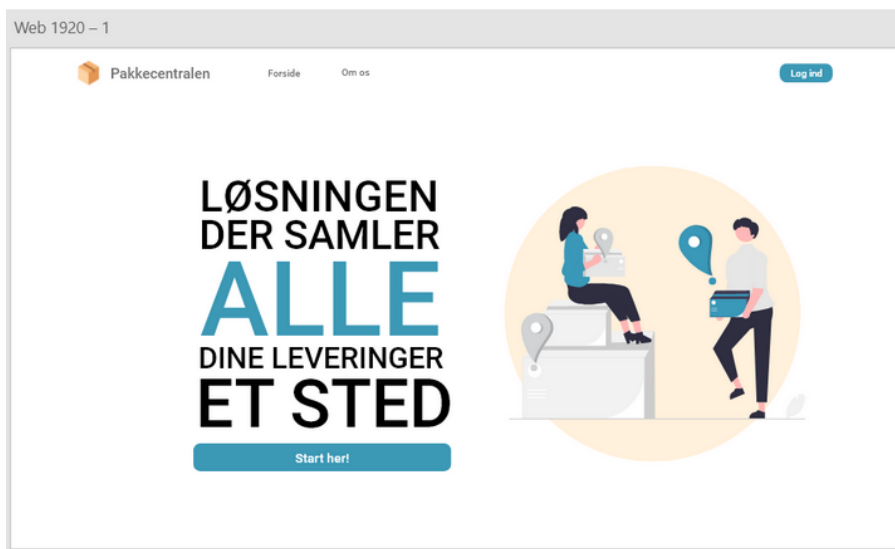 Web 1920 – 1
Pakkecentralen Forside Om os Log ind
LØSNINGEN
DER SAMLER
ALLE
DINE LEVERINGER
ET STED
Start her!